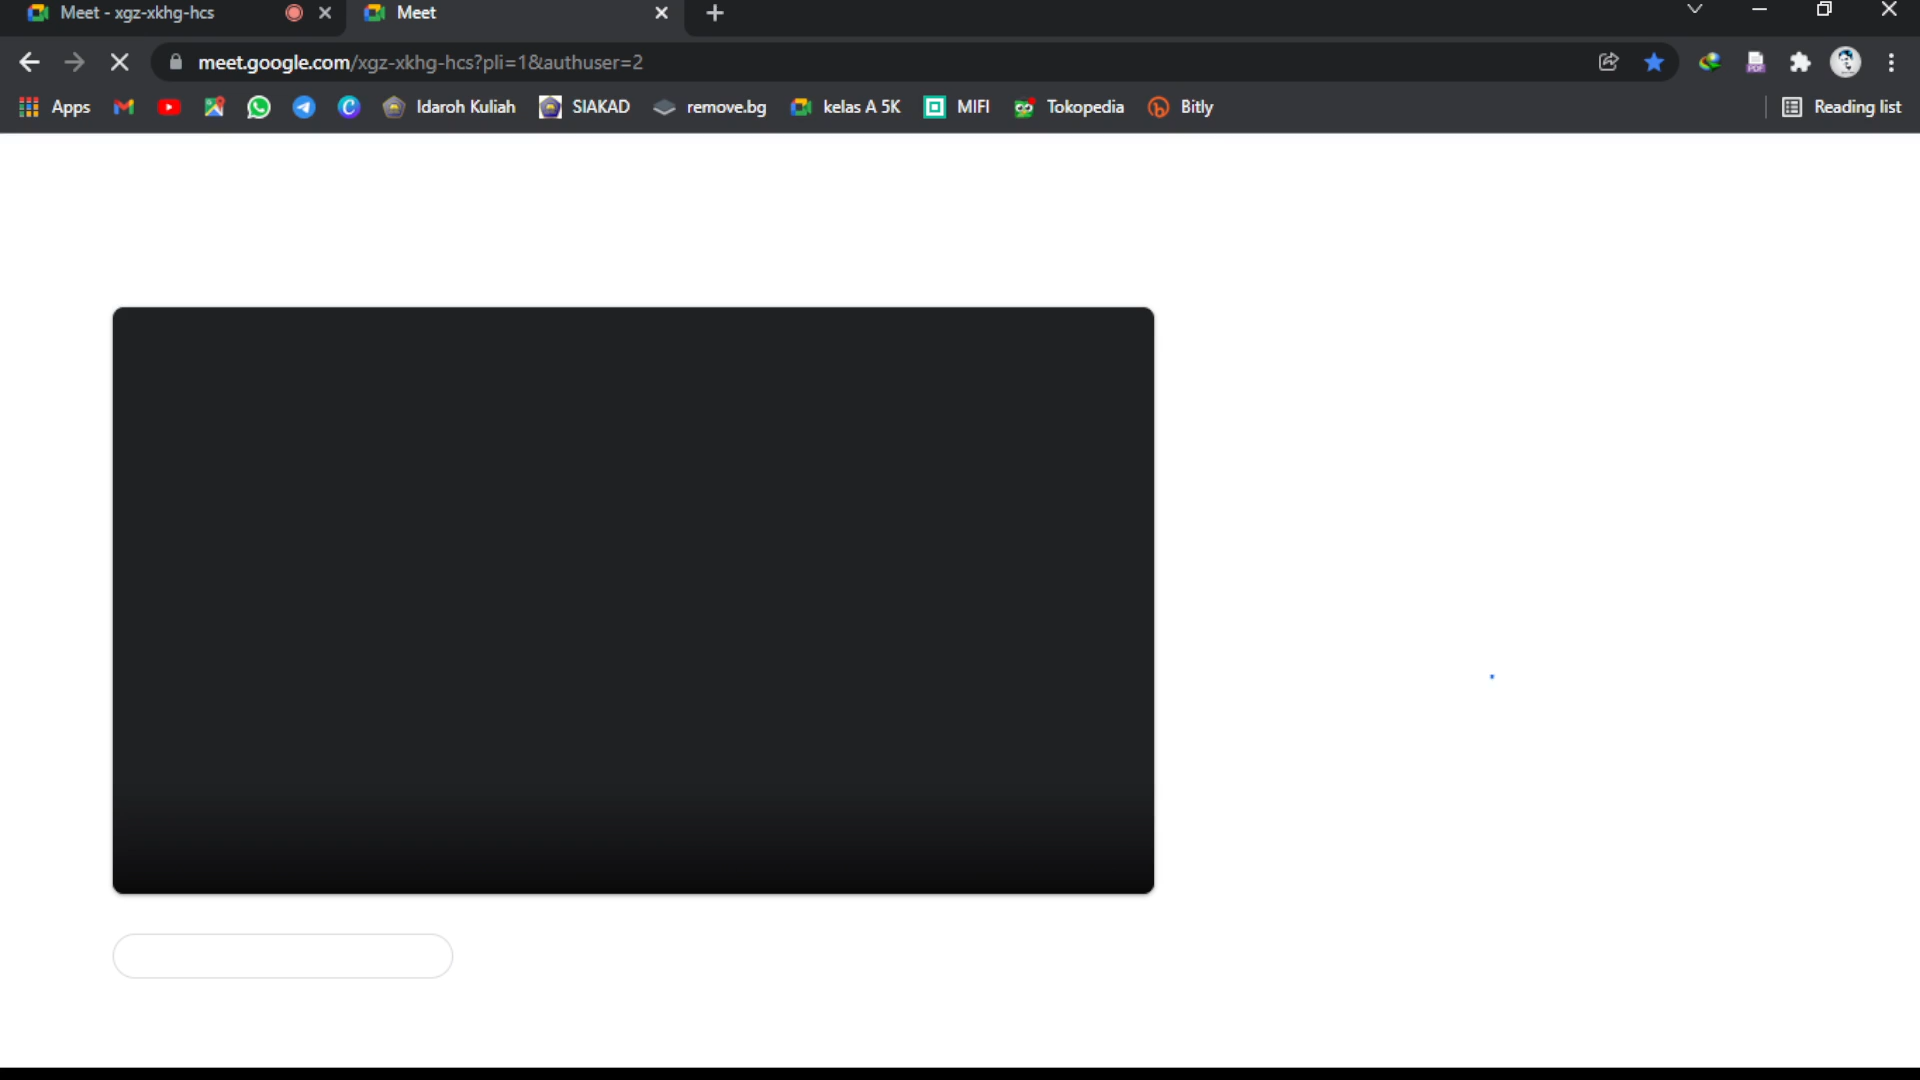 Meet - xgz-xkhg-hcs
Meet
meet.google.com/xgz-xkhg-hcs?pli=1&authuser=2
Apps
Idaroh Kuliah
SIAKAD
remove.bg
kelas A 5K
MIFI
Tokopedia
Bitly
Reading list